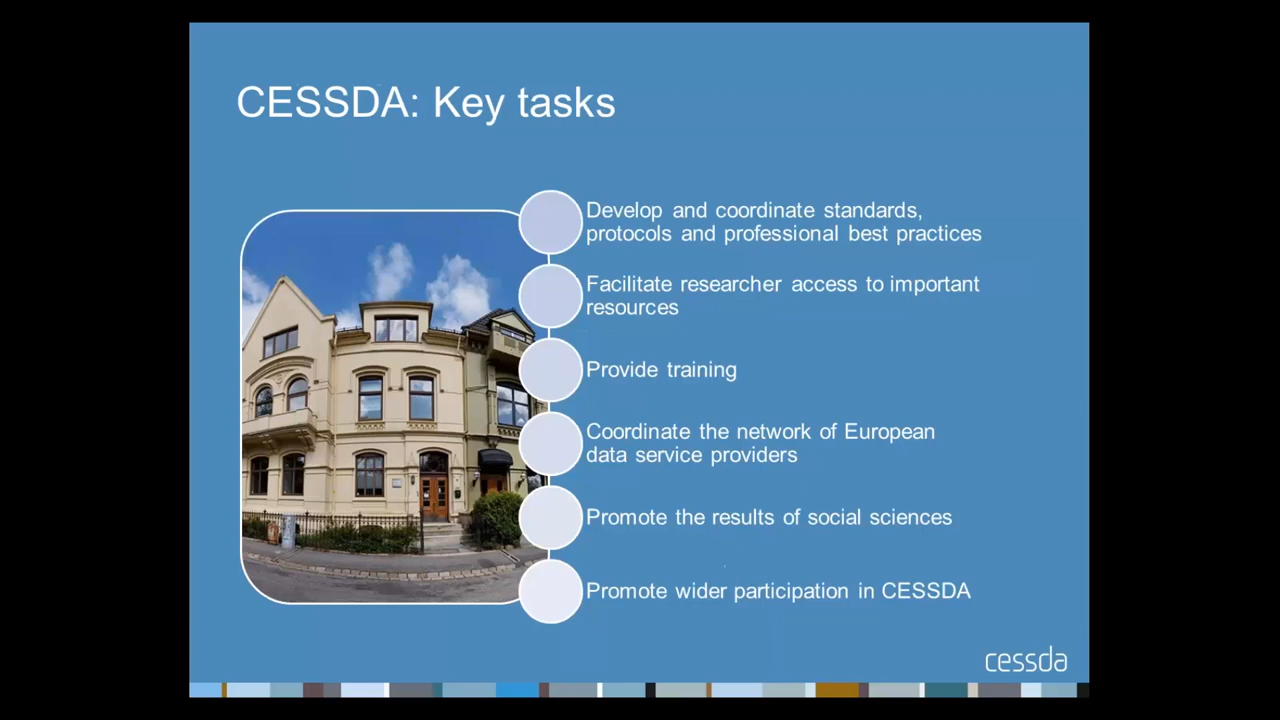 CESSDA: Key tasks
Develop and coordinate standards,
protocols and professional best practices
Facilitate researcher access to important
resources
Provide training
Coordinate the network of European
data service providers
Promote the results of social sciences
Promote wider participation in CESSDA
cessda